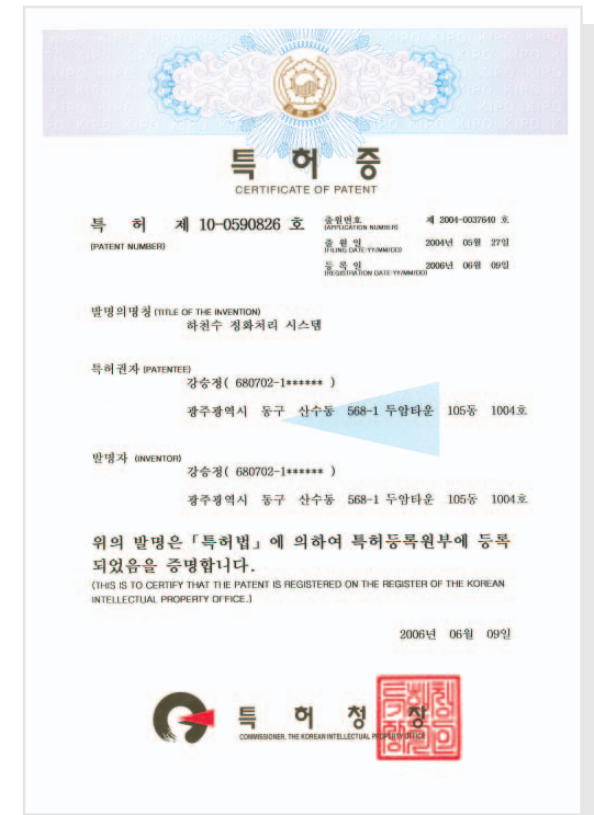 특 허 증
CERTIFICATE OF PATENT
특 허 제 10-0590826 호
(PATENT NUMBER)
출원번호 제 2004-0037640 호
(APPLICATION NUMBER)
출 원 일 2004년 05월 27일
(FILING DATE:YY/MM/DD)
등 록 일 2006년 06월 09일
(REGISTRATION DATE:YY/MM/DD)
발명의명칭 (TITLE OF THE INVENTION)
하천수 정화처리 시스템
특허권자 (PATENTEE)
강승정( 680702-1****** )
광주광역시 동구 산수동 568-1 두암타운 105동 1004호
발명자 (INVENTOR)
강승정( 680702-1****** )
광주광역시 동구 산수동 568-1 두암타운 105동 1004호
위의 발명은 「특허법」에 의하여 특허등록원부에 등록
되었음을 증명합니다.
(THIS IS TO CERTIFY THAT THE PATENT IS REGISTERED ON THE REGISTER OF THE KOREAN
INTELLECTUAL PROPERTY OFFICE.)
2006년 06월 09일
특 허 청 장
COMMISSIONER, THE KOREAN INTELLECTUAL PROPERTY OFFICE